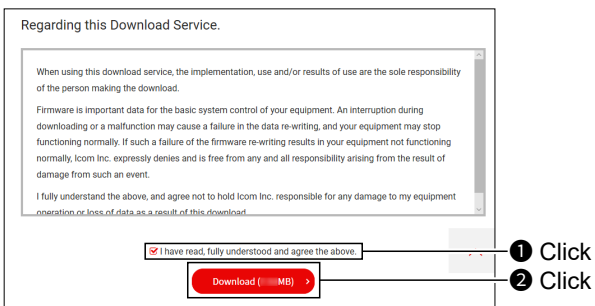 Regarding this Download Service.
When using this download service, the implementation, use and/or results of use are the sole responsibility
of the person making the download.
Firmware is important data for the basic system control of your equipment. An interruption during
downloading or a malfunction may cause a failure in the data re-writing, and your equipment may stop
functioning normally. If such a failure of the firmware re-writing results in your equipment not functioning
normally, Icom Inc. expressly denies and is free from any and all responsibility arising from the result of
damage from such an event.
I fully understand the above, and agree not to hold Icom Inc. responsible for any damage to my equipment
operation or loss of data as a result of this download.
I have read, fully understood and agree the above.
❶ Click
Download ( MB)
❷ Click